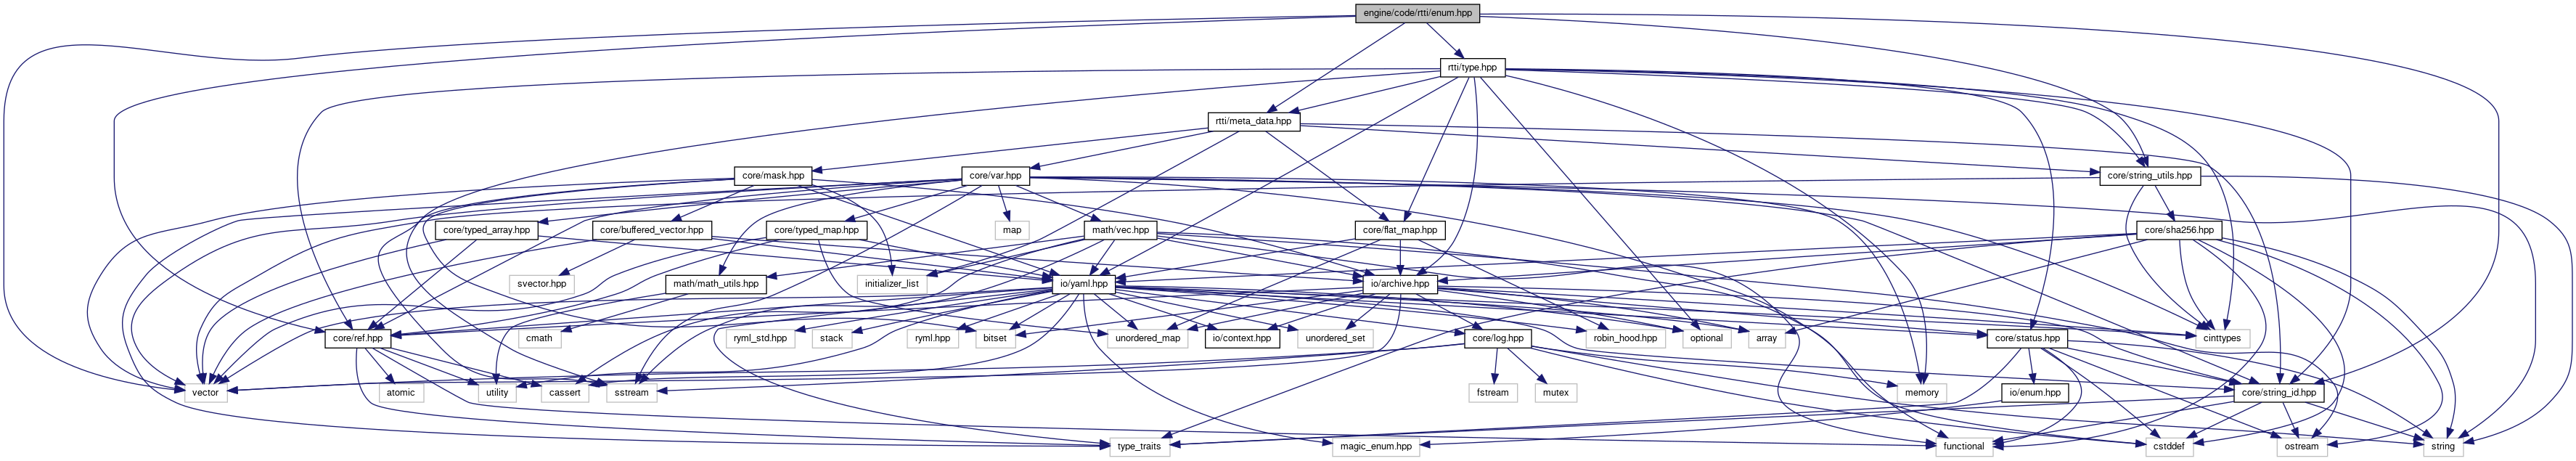 engine/code/rtti/enum.hpp
rtti/type.hpp
rtti/meta_data.hpp
core/mask.hpp
core/var.hpp
core/string_utils.hpp
core/typed_array.hpp
core/buffered_vector.hpp
map
core/typed_map.hpp
math/vec.hpp
core/flat_map.hpp
core/sha256.hpp
svector.hpp
math/math_utils.hpp
initializer_list
io/yaml.hpp
io/archive.hpp
core/ref.hpp
cmath
ryml_std.hpp
stack
ryml.hpp
bitset
unordered_map
io/context.hpp
unordered_set
core/log.hpp
robin_hood.hpp
optional
array
core/status.hpp
cinttypes
vector
atomic
utility
cassert
sstream
fstream
mutex
memory
io/enum.hpp
core/string_id.hpp
type_traits
magic_enum.hpp
functional
cstddef
ostream
string